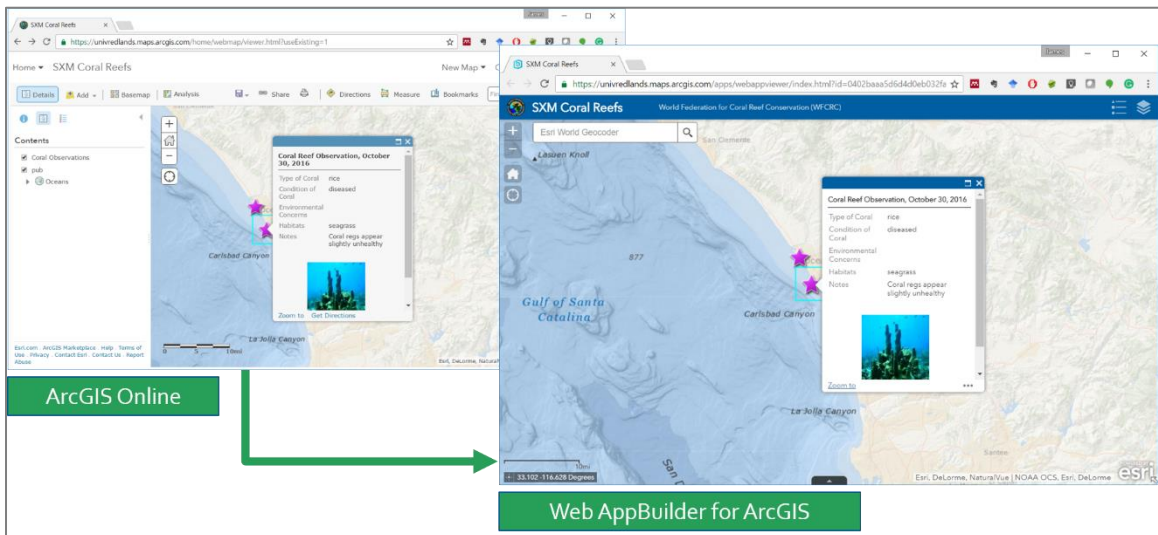 SXM Coral Reefs
https://univredlands.maps.arcgis.com/home/webmap/viewer.html?useExisting=1
Home SXM Coral Reefs New Map
Details Add Basemap Analysis Share Directions Measure Bookmarks
Contents
Coral Observations
pub
Oceans
Coral Reef Observation, October
30, 2016
Type of Coral rice
Condition of diseased
Coral
Environmental
Concerns
Habitats seagrass
Notes Coral regs appear
slightly unhealthy
Zoom to Get Directions
Carlsbad Canyon
La Jolla Canyon
0 5 10mi
Esri.com . ArcGIS Marketplace . Help . Terms of
Use . Privacy . Contact Esri . Contact Us . Report
Abuse
Esri, DeLorme,
ArcGIS Online
SXM Coral Reefs
https://univredlands.maps.arcgis.com/apps/webappviewer/index.html?id=0402baaa5d6d4d0eb032fa
SXM Coral Reefs World Federation for Coral Reef Conservation (WFCRC)
Esri World Geocoder
San Clemente
Lasuen Knoll
877
Gulf of Santa
Catalina
Carlsbad Canyon
La Jolla Canyon
Santee
San D
Coral Reef Observation, October 30, 2016
Type of Coral rice
Condition of diseased
Coral
Environmental
Concerns
Habitats seagrass
Notes Coral regs appear
slightly unhealthy
Zoom to •••
10mi
33.102 -116.628 Degrees
Esri, DeLorme, NaturalVue | NOAA OCS, Esri, DeLorme esri
Web AppBuilder for ArcGIS